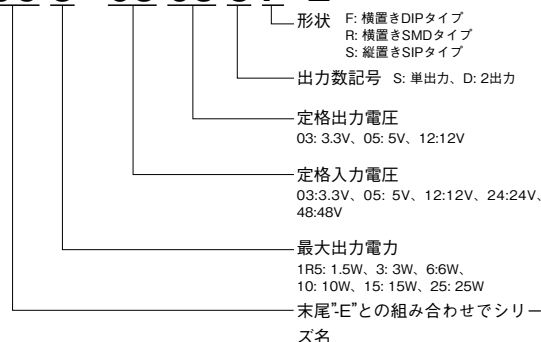 形状 F: 横置きDIPタイプ
R: 横置きSMDタイプ
S: 縦置きSIPタイプ
出力数記号 S: 単出力、D: 2出力
定格出力電圧
03: 3.3V、05: 5V、12:12V
定格入力電圧
03:3.3V、05: 5V、12:12V、24:24V、
48:48V
最大出力電力
1R5: 1.5W、3: 3W、6:6W、
10: 10W、15: 15W、25: 25W
末尾"-E"との組み合わせでシリー
ズ名